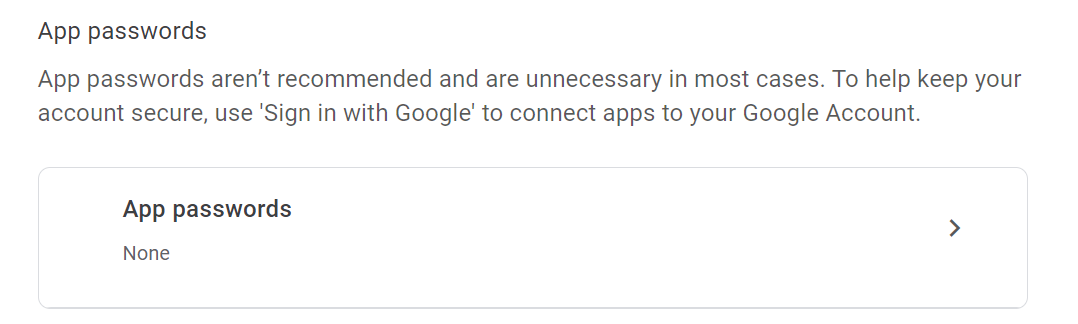 App passwords
App passwords aren’t recommended and are unnecessary in most cases. To help keep your
account secure, use 'Sign in with Google' to connect apps to your Google Account.
App passwords
None